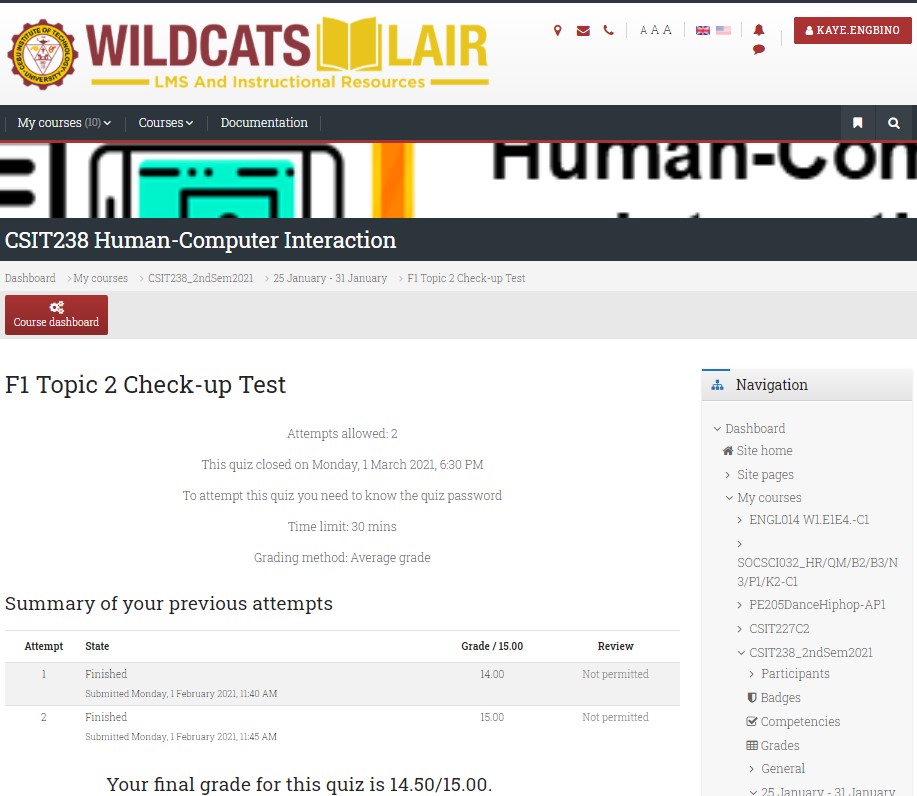 CEBU INSTITUTE OF TECHNOLOGY
UNIVERSITY
WILDCATS LAIR
LMS And Instructional Resources
A A A
KAYE.ENGBINO
My courses (10)
Courses
Documentation
Human-Com
CSIT238 Human-Computer Interaction
Dashboard > My courses > CSIT238_2ndSem2021 > 25 January - 31 January > F1 Topic 2 Check-up Test
Course dashboard
F1 Topic 2 Check-up Test
Attempts allowed: 2
This quiz closed on Monday, 1 March 2021, 6:30 PM
To attempt this quiz you need to know the quiz password
Time limit: 30 mins
Grading method: Average grade
Summary of your previous attempts
Attempt State Grade / 15.00 Review
1 Finished 14.00 Not permitted
Submitted Monday, 1 February 2021, 11:40 AM
2 Finished 15.00 Not permitted
Submitted Monday, 1 February 2021, 11:45 AM
Your final grade for this quiz is 14.50/15.00.
Navigation
Dashboard
Site home
Site pages
My courses
ENGL014 W1.E1E4.-C1
SOCSCI032_HR/QM/B2/B3/N
3/P1/K2-C1
PE205DanceHiphop-AP1
CSIT227C2
CSIT238_2ndSem2021
Participants
Badges
Competencies
Grades
General
25 January - 31 January